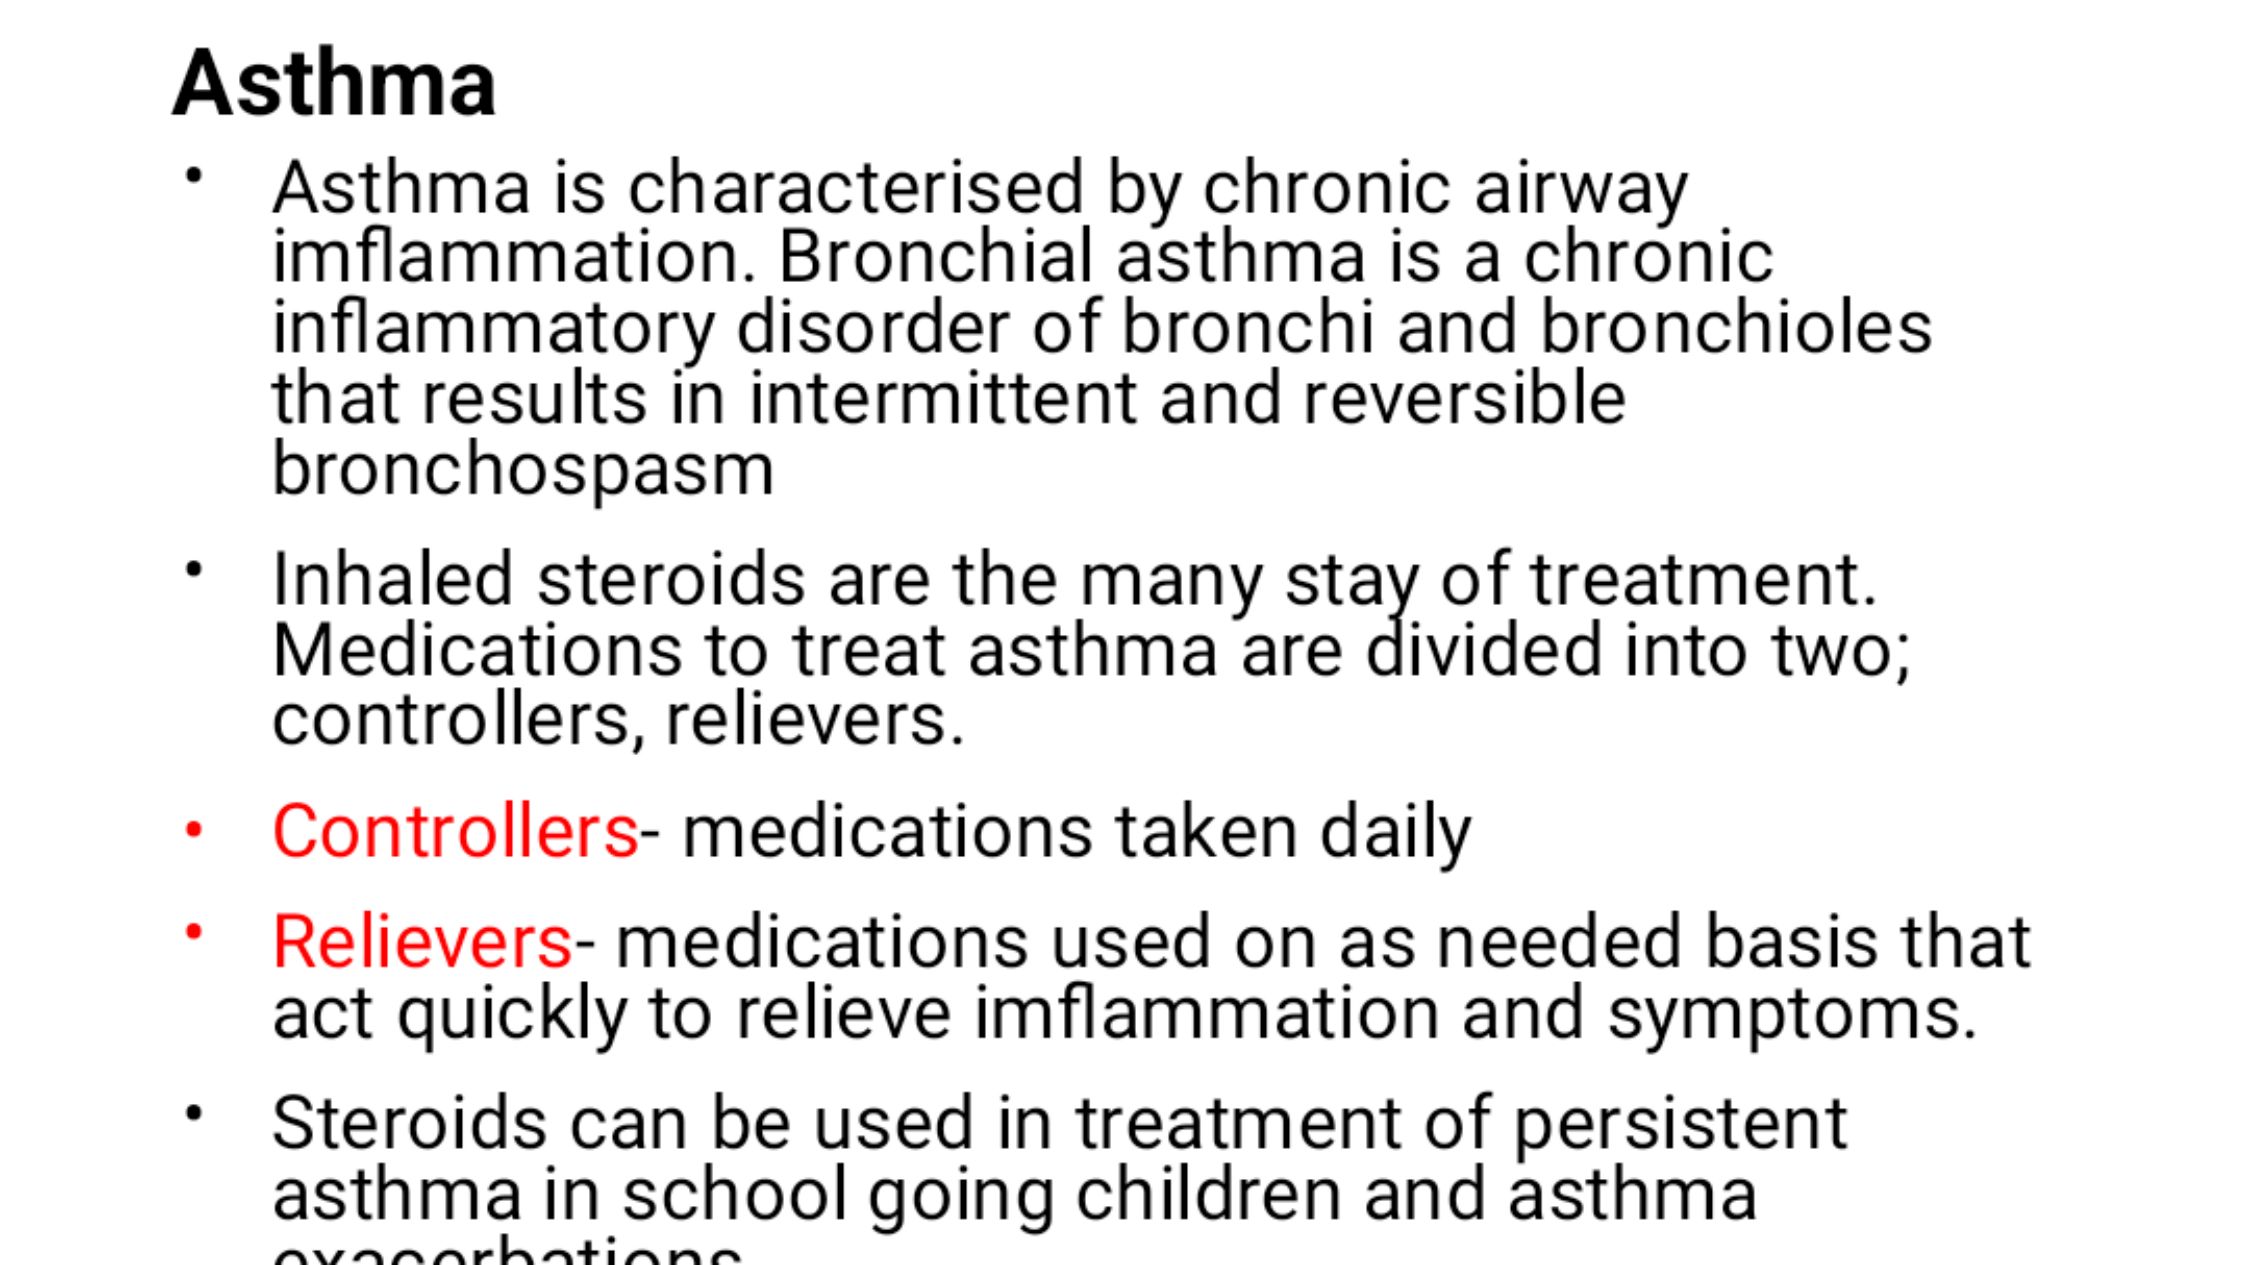 Asthma
• Asthma is characterised by chronic airway
imflammation. Bronchial asthma is a chronic
inflammatory disorder of bronchi and bronchioles
that results in intermittent and reversible
bronchospasm
• Inhaled steroids are the many stay of treatment.
Medications to treat asthma are divided into two;
controllers, relievers.
• Controllers- medications taken daily
• Relievers- medications used on as needed basis that
act quickly to relieve imflammation and symptoms.
• Steroids can be used in treatment of persistent
asthma in school going children and asthma
exacerbations